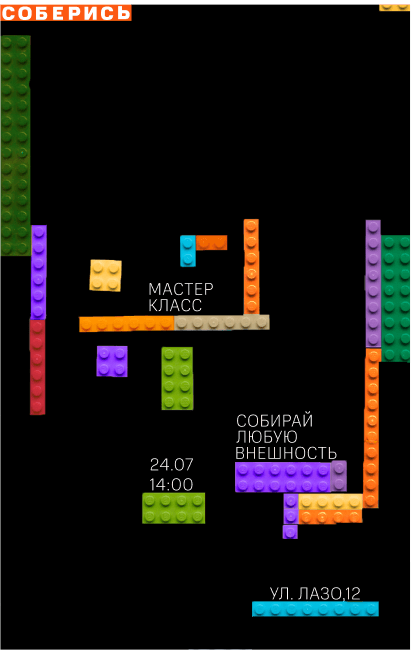 СОБЕРИСЬ
МАСТЕР
КЛАСС
СОБИРАЙ
ЛЮБУЮ
ВНЕШНОСТЬ
24.07
14:00
УЛ. ЛАЗО,12